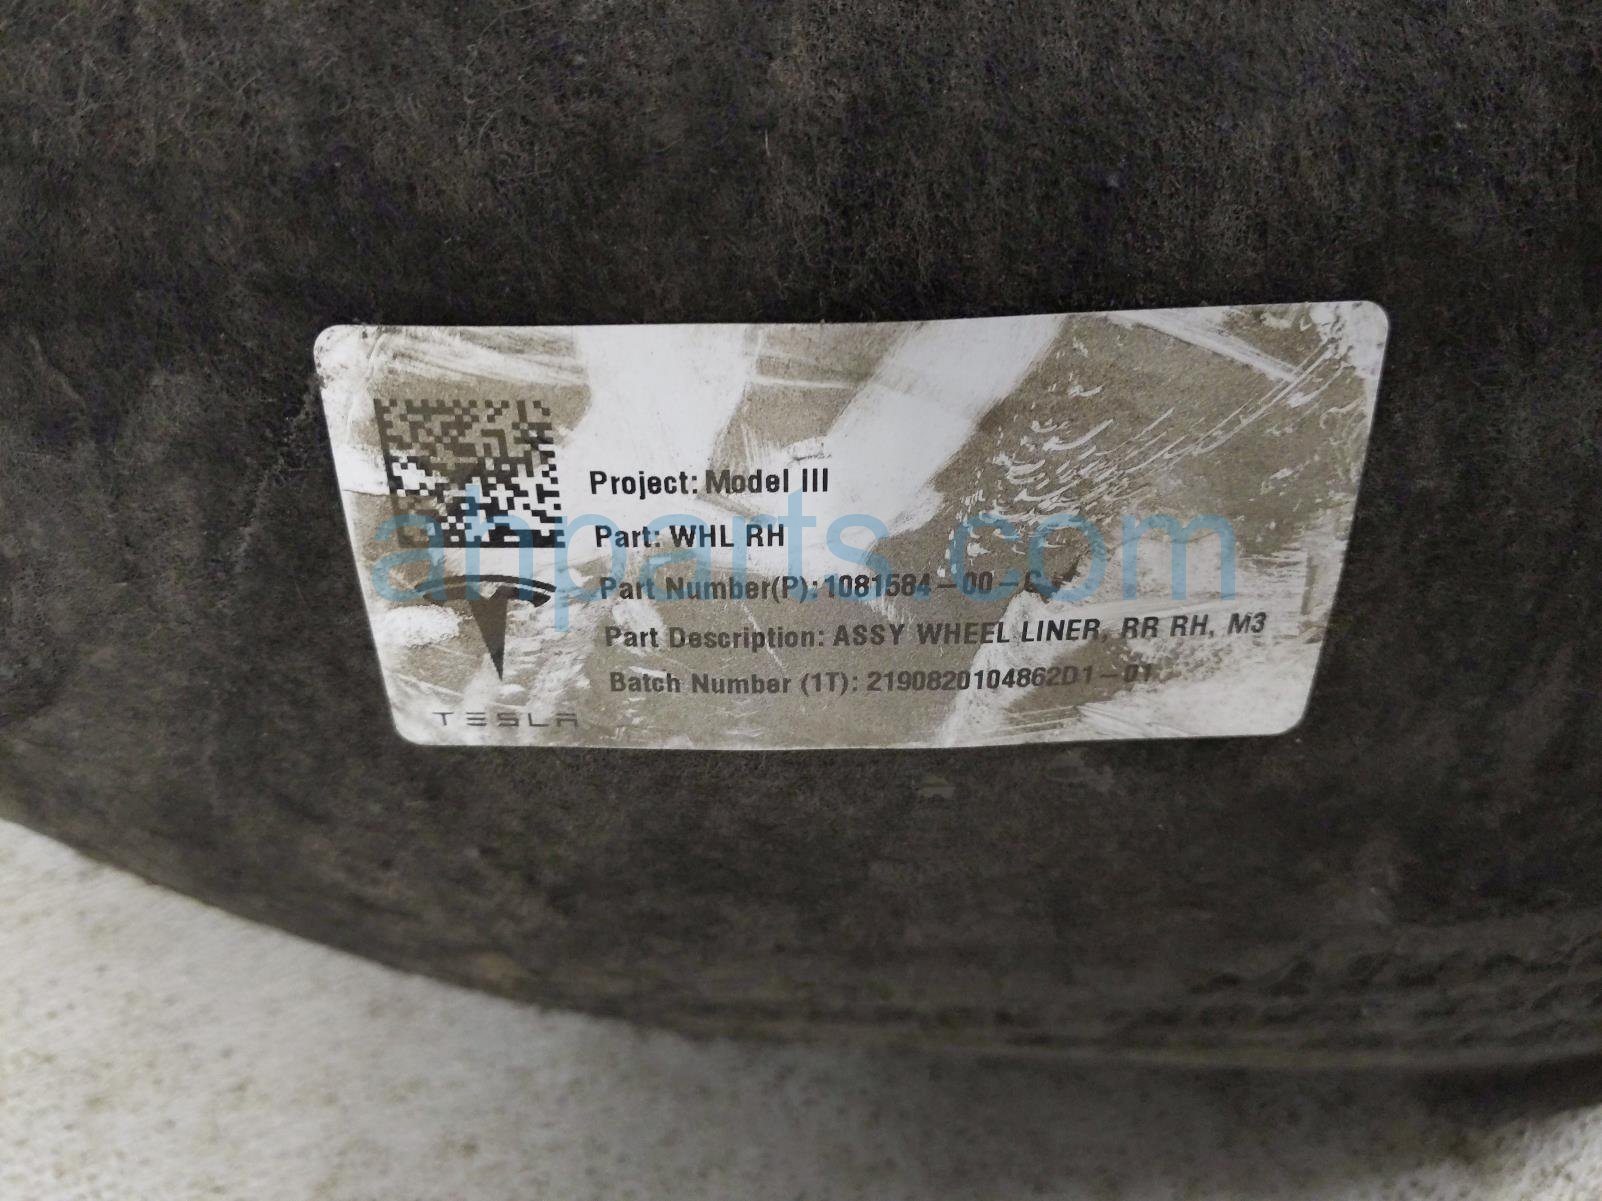 Project: Model III
Part: WHL RH
Part Number(P): 1081584-00-C
Part Description: ASSY WHEEL LINER, RR RH, M3
Batch Number (1T): 2190820104862D1-01
TESLA
ahparts.com